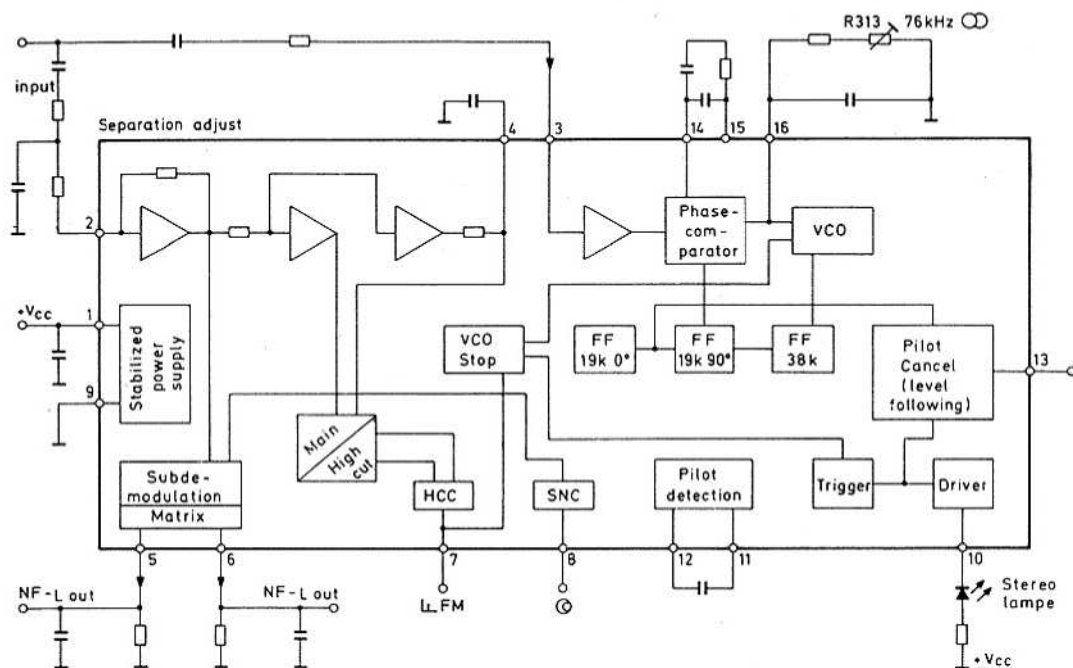 R313 76kHz
input
Separation adjust
4
3
14
15
16
2
Phase-
com-
parator
VCO
+Vcc
1
Stabilized
power
supply
9
VCO
Stop
FF
19k 0°
FF
19k 90°
FF
38k
Pilot
Cancel
(level
following)
13
Main
High
cut
Subde-
modulation
Matrix
HCC
SNC
Pilot
detection
Trigger
Driver
5
6
7
8
12
11
10
NF-L out
NF-L out
FM
Stereo
lampe
+Vcc